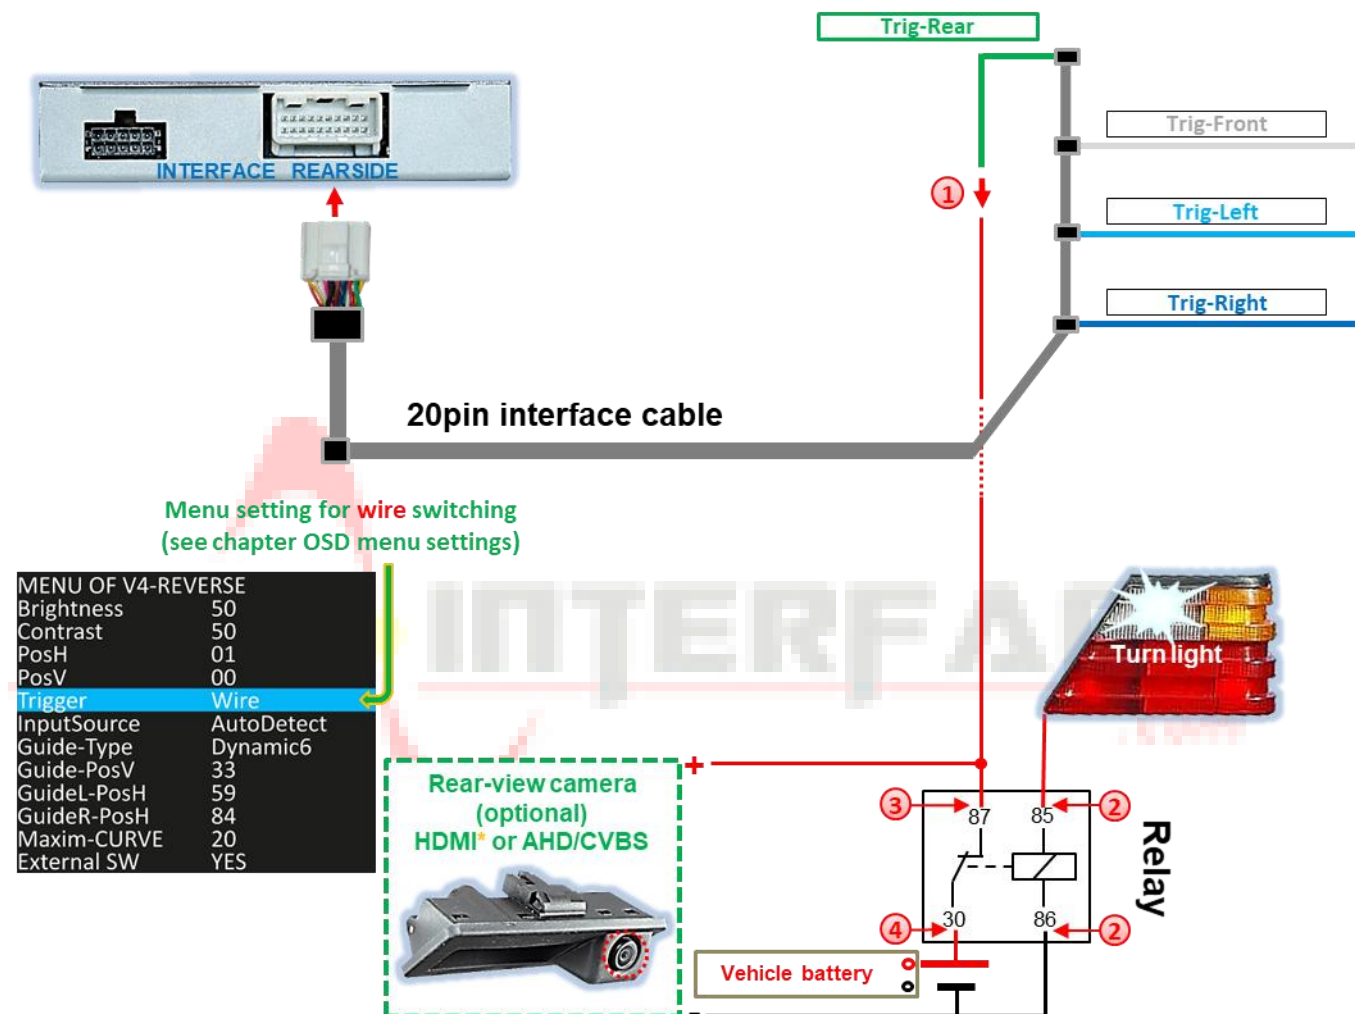 Trig-Rear
Trig-Front
Trig-Left
Trig-Right
INTERFACE REARSIDE
1
20pin interface cable
Menu setting for wire switching
(see chapter OSD menu settings)
MENU OF V4-REVERSE
Brightness 50
Contrast 50
PosH 01
PosV 00
Trigger Wire
InputSource AutoDetect
Guide-Type Dynamic6
Guide-PosV 33
GuideL-PosH 59
GuideR-PosH 84
Maxim-CURVE 20
External SW YES
INTERFA
Turn light
+
Rear-view camera
(optional)
HDMI* or AHD/CVBS
3
87
85
2
Relay
4
30
86
2
Vehicle battery
-